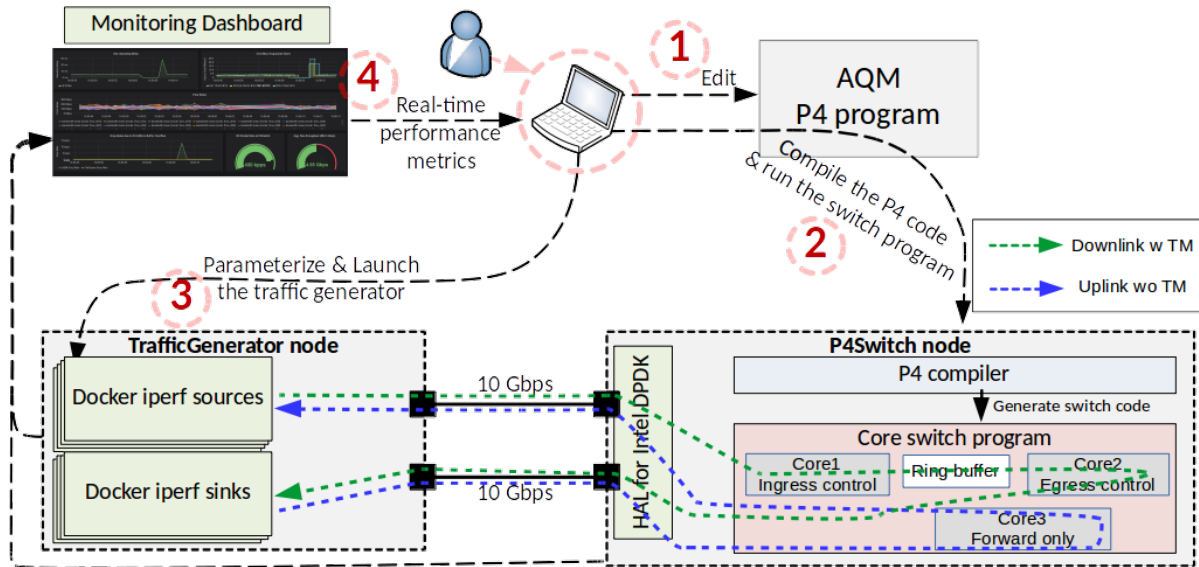 Monitoring Dashboard
4
Real-time
performance
metrics
1
Edit
AQM
P4 program
Compile the P4 code
& run the switch program
2
Downlink w TM
Uplink wo TM
3
Parameterize & Launch
the traffic generator
TrafficGenerator node
Docker iperf sources
Docker iperf sinks
10 Gbps
10 Gbps
P4Switch node
HAL for Intel DPDK
P4 compiler
Generate switch code
Core switch program
Core1
Ingress control
Ring buffer
Core2
Egress control
Core3
Forward only